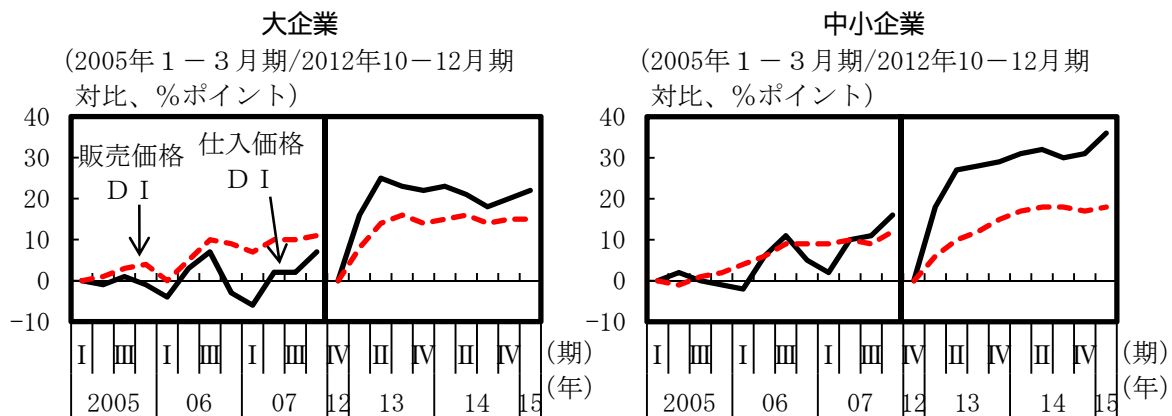 大企業
(2005年1－3月期/2012年10－12月期
対比、%ポイント)
40
30
20
10
0
-10
販売価格
DI
仕入価格
DI
Ⅰ Ⅲ Ⅰ Ⅲ Ⅰ Ⅲ Ⅳ Ⅱ Ⅳ Ⅱ Ⅳ (期)
2005 06 07 12 13 14 15 (年)
中小企業
(2005年1－3月期/2012年10－12月期
対比、%ポイント)
40
30
20
10
0
-10
Ⅰ Ⅲ Ⅰ Ⅲ Ⅰ Ⅲ Ⅳ Ⅱ Ⅳ Ⅱ Ⅳ (期)
2005 06 07 12 13 14 15 (年)